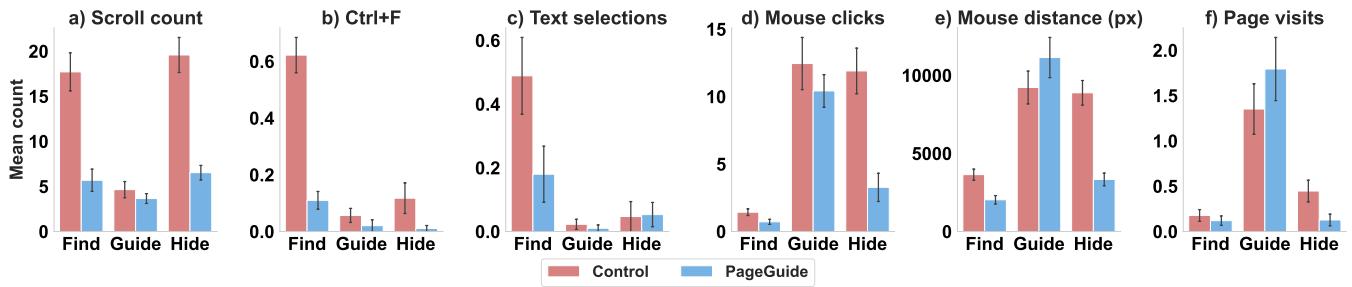 a) Scroll count
b) Ctrl+F
c) Text selections
d) Mouse clicks
e) Mouse distance (px)
f) Page visits
Mean count
20
15
10
5
0
Find Guide Hide
0.6
0.4
0.2
0.0
Find Guide Hide
0.6
0.4
0.2
0.0
Find Guide Hide
15
10
5
0
Find Guide Hide
10000
5000
0
Find Guide Hide
2.0
1.5
1.0
0.5
0.0
Find Guide Hide
Control
PageGuide